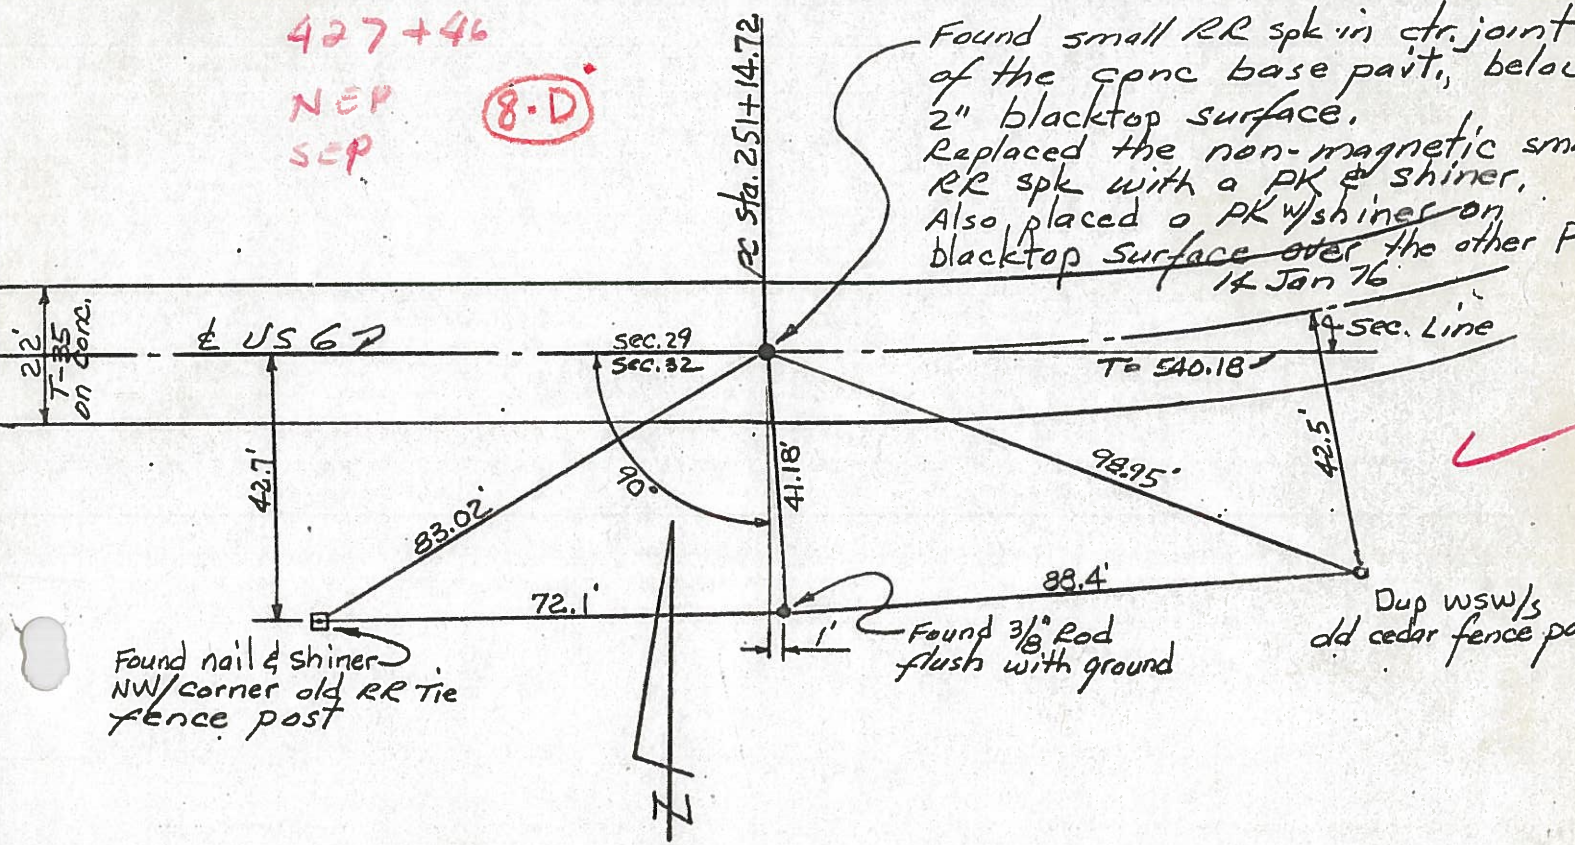 427+46
NEP
SEP
8·D
PC Sta. 251+14.72
Found small RR spk in ctr. joint
of the conc base pavt., below
2" blacktop surface.
Replaced the non-magnetic
RR spk with a PK & shiner.
Also placed a PK w/shiner on
blacktop surface over the other
14 Jan 76
22'
T-35
on Conc.
℄ US 67
Sec. 29
Sec. 32
℄ Sec. Line
To 540.18
42.7'
83.02'
90°
41.18'
98.95'
42.5'
72.1'
88.4'
1'
Found nail & shiner
NW/corner old RR Tie
fence post
Found 3/8" Rod
flush with ground
Dup wsw/s
old cedar fence
N